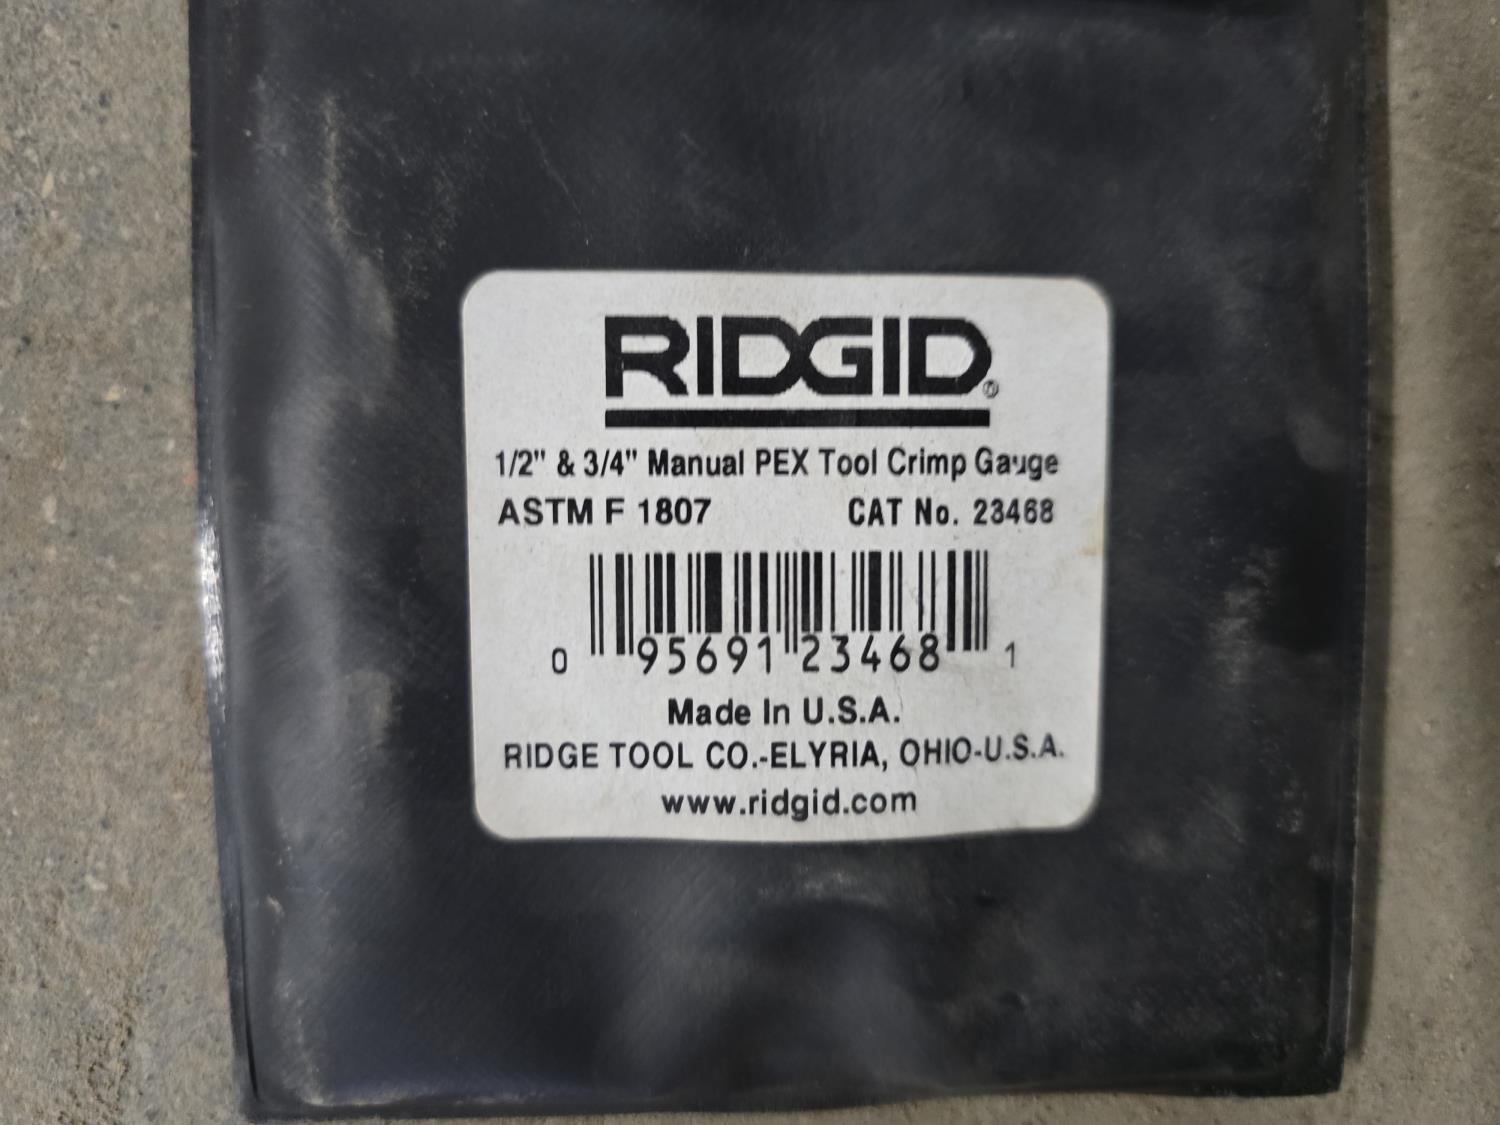 RIDGID®
1/2" & 3/4" Manual PEX Tool Crimp Gauge
ASTM F 1807 CAT No. 23468
0 95691 23468 1
Made In U.S.A.
RIDGE TOOL CO.-ELYRIA, OHIO-U.S.A.
www.ridgid.com